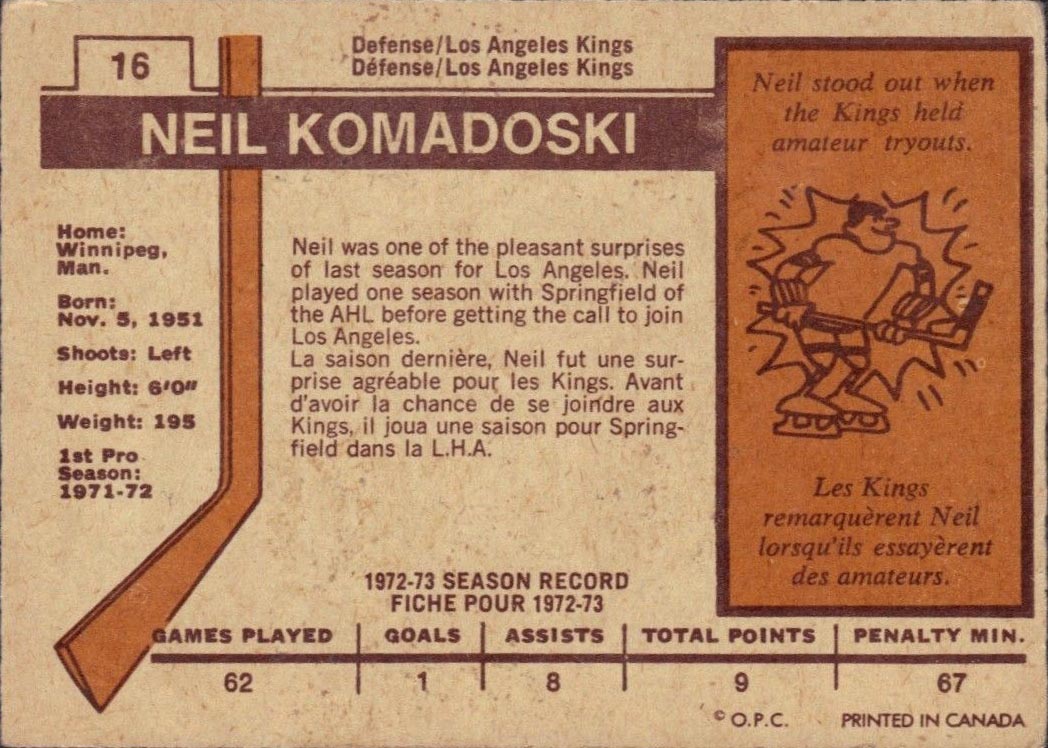 16
Defense/Los Angeles Kings
Défense/Los Angeles Kings
NEIL KOMADOSKI
Home:
Winnipeg,
Man.
Born:
Nov. 5, 1951
Shoots: Left
Height: 6'0"
Weight: 195
1st Pro
Season:
1971-72
Neil was one of the pleasant surprises
of last season for Los Angeles. Neil
played one season with Springfield of
the AHL before getting the call to join
Los Angeles.
La saison dernière, Neil fut une sur-
prise agréable pour les Kings. Avant
d'avoir la chance de se joindre aux
Kings, il joua une saison pour Spring-
field dans la L.H.A.
Neil stood out when
the Kings held
amateur tryouts.
Les Kings
remarquèrent Neil
lorsqu'ils essayèrent
des amateurs.
1972-73 SEASON RECORD
FICHE POUR 1972-73
GAMES PLAYED GOALS ASSISTS TOTAL POINTS PENALTY MIN.
62 1 8 9 67
© O.P.C. PRINTED IN CANADA